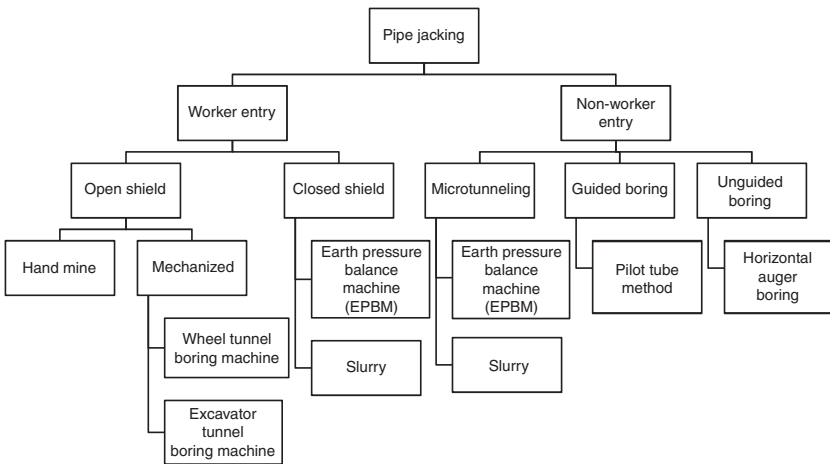 Pipe jacking
Worker entry
Non-worker
entry
Open shield
Closed shield
Microtunneling
Guided boring
Unguided
boring
Hand mine
Mechanized
Earth pressure
balance
machine
(EPBM)
Earth pressure
balance
machine
(EPBM)
Pilot tube
method
Horizontal
auger
boring
Wheel tunnel
boring machine
Slurry
Slurry
Excavator
tunnel
boring machine